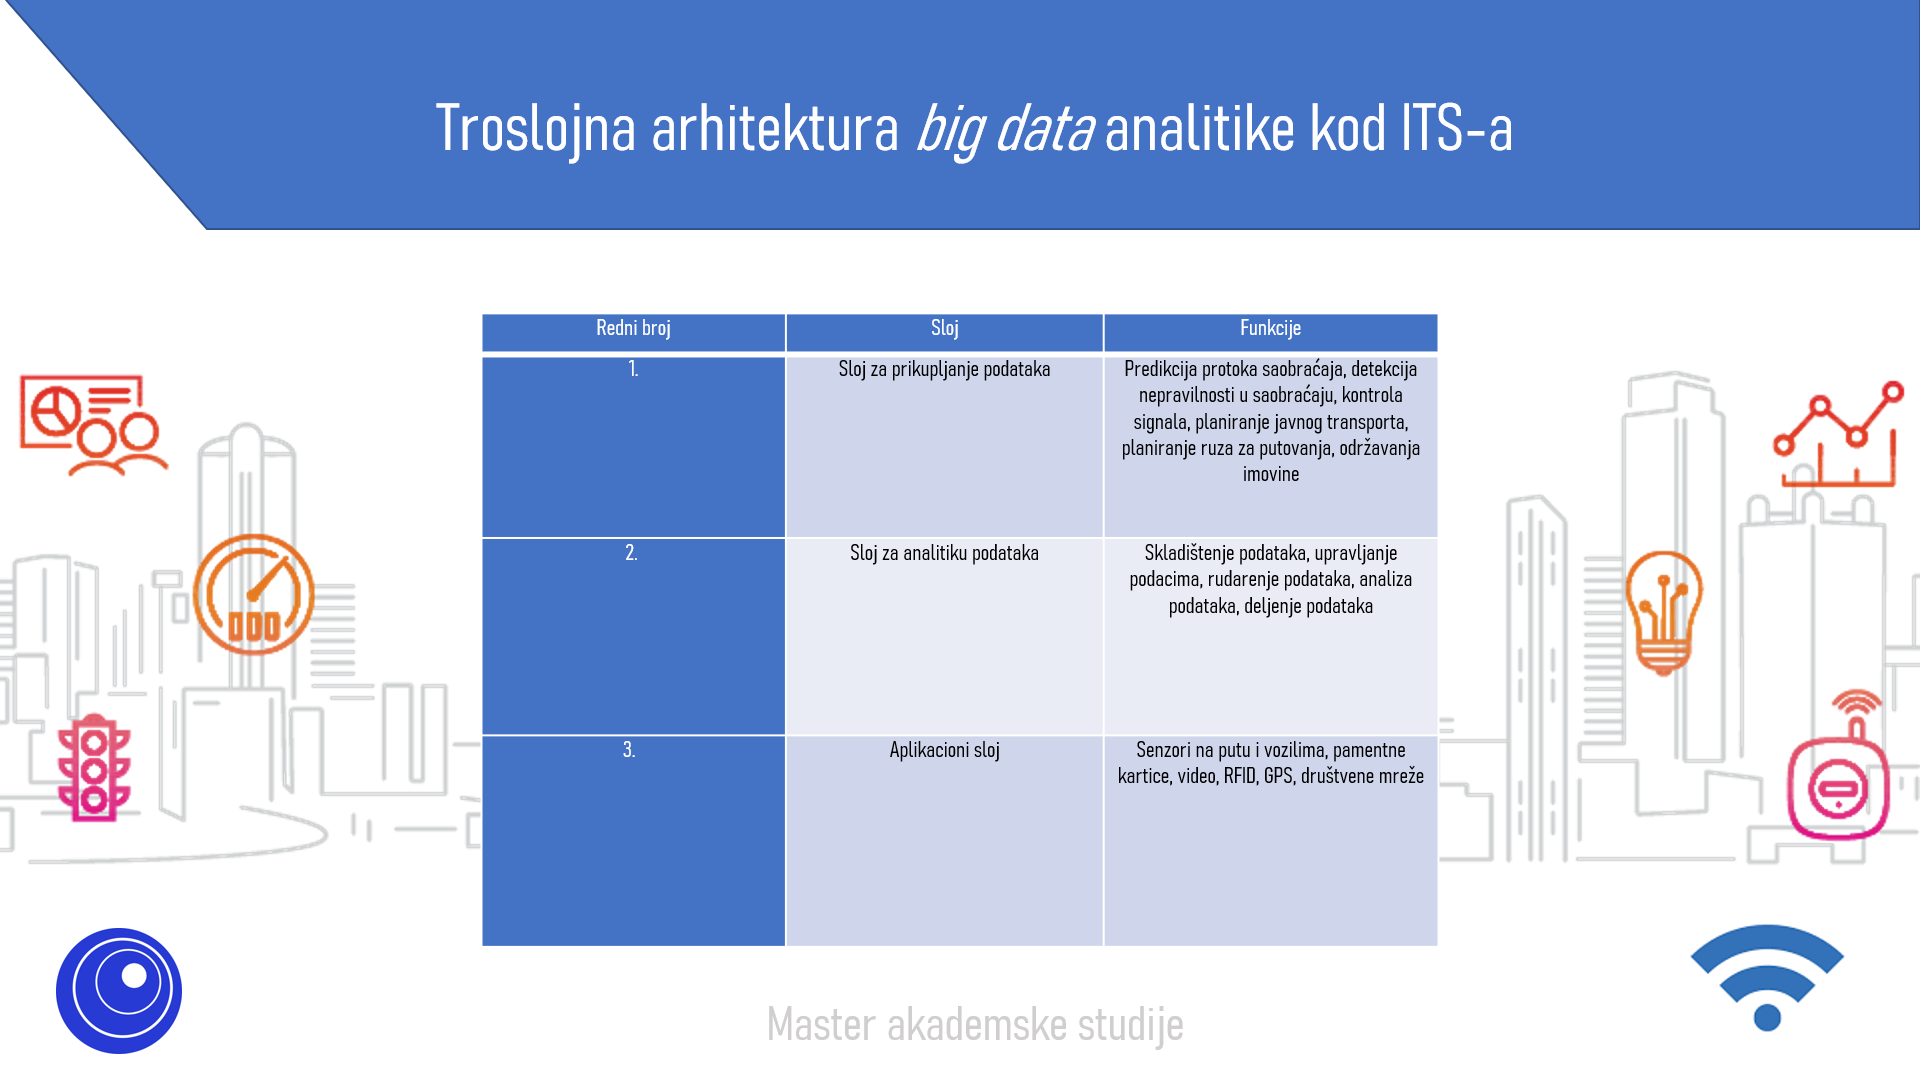 Troslojna arhitektura big data analitike kod ITS-a
Redni broj
Sloj
Funkcije
1.
Sloj za prikupljanje podataka
Predikcija protoka saobraćaja, detekcija
nepravilnosti u saobraćaju, kontrola
signala, planiranje javnog transporta,
planiranje ruza za putovanja, održavanja
imovine
2.
Sloj za analitiku podataka
Skladištenje podataka, upravljanje
podacima, rudarenje podataka, analiza
podataka, deljenje podataka
3.
Aplikacioni sloj
Senzori na putu i vozilima, pamentne
kartice, video, RFID, GPS, društvene mreže
Master akademske studije